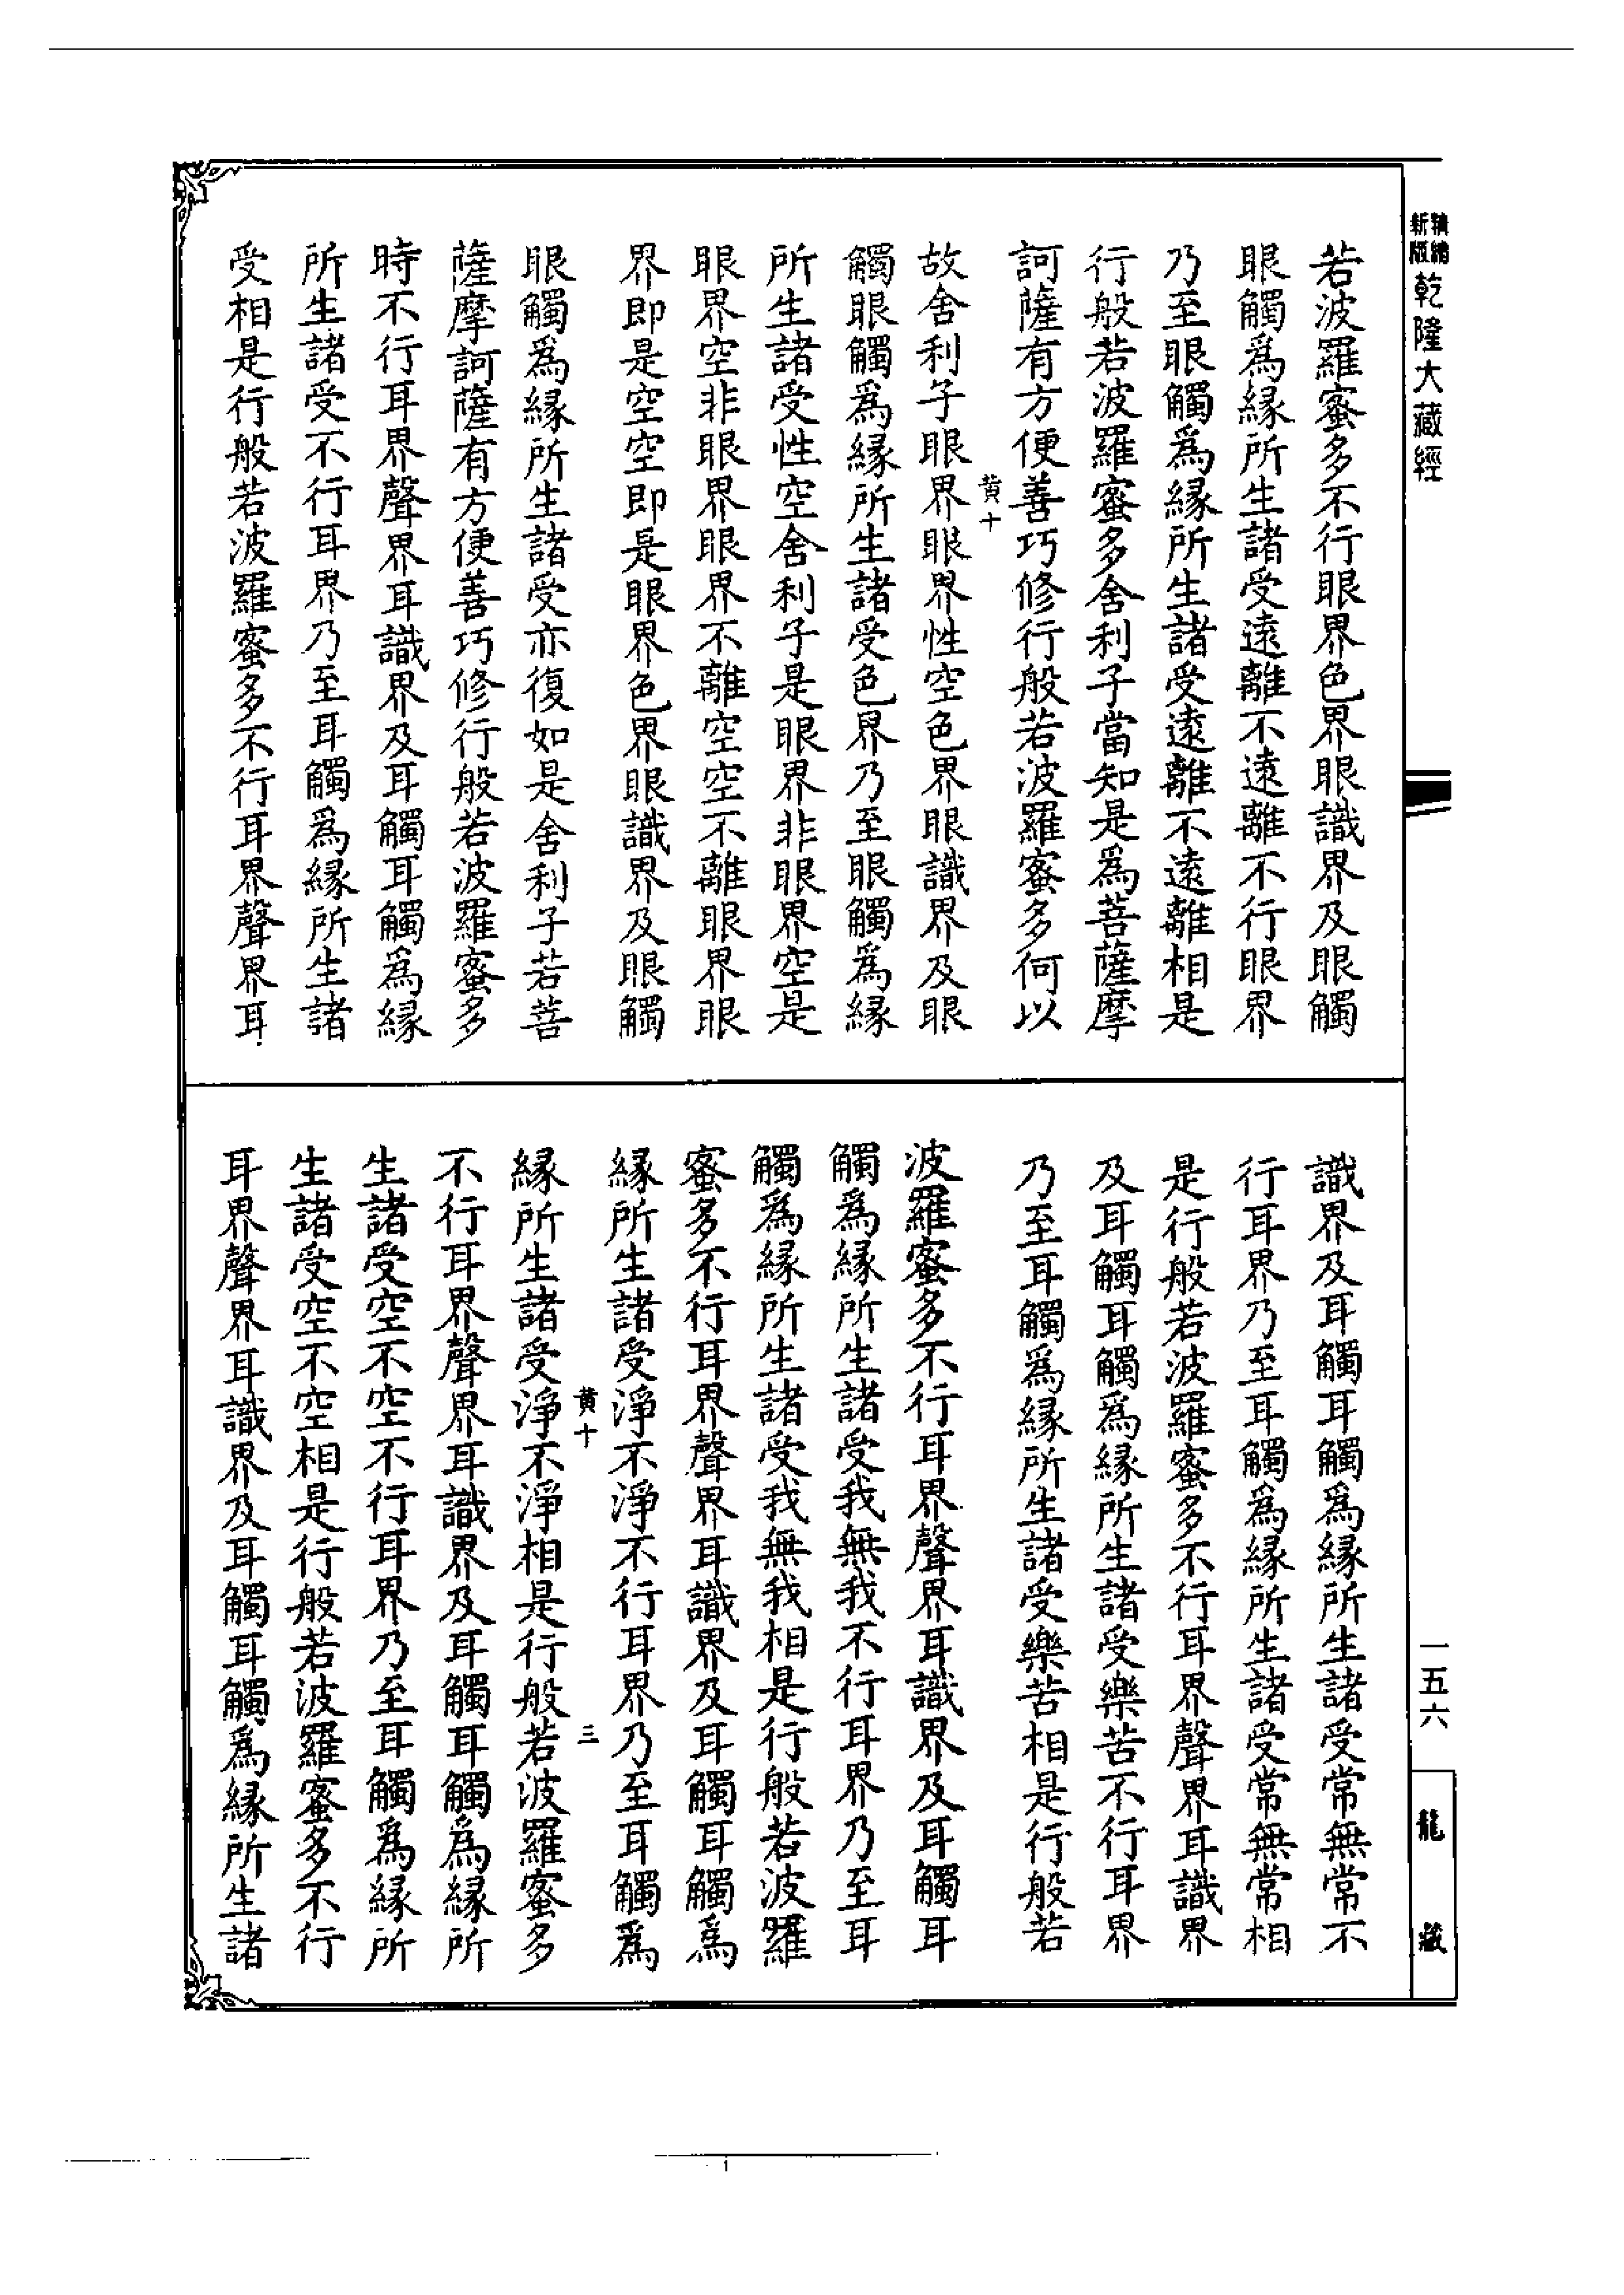 精緝新版
乾隆大藏經
若波羅蜜多不行眼界色界眼識界及眼觸
眼觸爲緣所生諸受遠離不遠離不行眼界
乃至眼觸爲緣所生諸受遠離不遠離相是
行般若波羅蜜多舍利子當知是爲菩薩摩
訶薩有方便善巧修行般若波羅蜜多何以
黄十
故舍利子眼界眼界性空色界眼識界及眼
觸眼觸爲緣所生諸受色界乃至眼觸爲緣
所生諸受性空舍利子是眼界非眼界空是
眼界空非眼界眼界不離空空不離眼界眼
界即是空空即是眼界色界眼識界及眼觸
眼觸爲緣所生諸受亦復如是舍利子若菩
薩摩訶薩有方便善巧修行般若波羅蜜多
時不行耳界聲界耳識界及耳觸耳觸爲緣
所生諸受不行耳界乃至耳觸爲緣所生諸
受相是行般若波羅蜜多不行耳界聲界耳
識界及耳觸耳觸爲緣所生諸受常無常不
行耳界乃至耳觸爲緣所生諸受常無常相
是行般若波羅蜜多不行耳界聲界耳識界
及耳觸耳觸爲緣所生諸受樂苦不行耳界
乃至耳觸爲緣所生諸受樂苦相是行般若
波羅蜜多不行耳界聲界耳識界及耳觸耳
觸爲緣所生諸受我無我不行耳界乃至耳
觸爲緣所生諸受我無我相是行般若波羅
蜜多不行耳界聲界耳識界及耳觸耳觸爲
緣所生諸受淨不淨不行耳界乃至耳觸爲
黄十 三
緣所生諸受淨不淨相是行般若波羅蜜多
不行耳界聲界耳識界及耳觸耳觸爲緣所
生諸受空不空不行耳界乃至耳觸爲緣所
生諸受空不空相是行般若波羅蜜多不行
耳界聲界耳識界及耳觸耳觸爲緣所生諸
一五六
龍藏
1